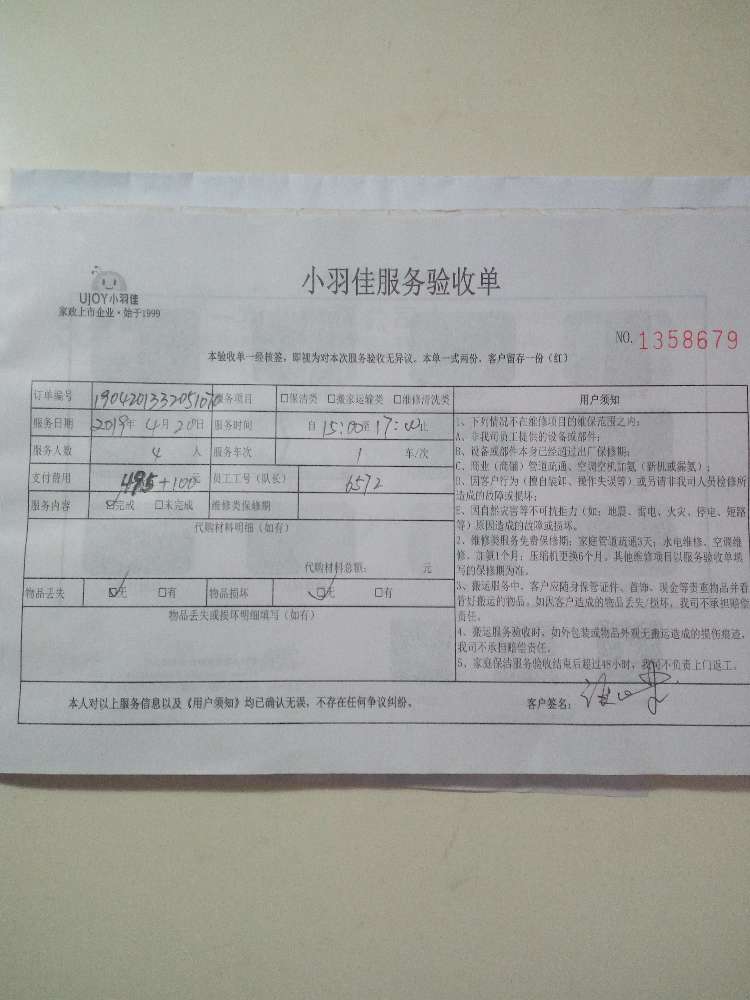 UJOY小羽佳
家政上市企业·始于1999
小羽佳服务验收单
NO. 1358679
本验收单一经核签，即视为对本次服务验收无异议。本单一式两份，客户留存一份（红）
订单编号 服务项目 □保洁类 □搬家运输类 □维修清洗类
服务日期 2019年 4月 20日 服务时间 自 15:00至 17:00止
服务人数 4 人 服务车次 1 车/次
支付费用 495+100元 员工工号（队长） 6572
服务内容 ☑完成 □未完成 维修类保修期
代购材料明细（如有）
代购材料总额： 元
物品丢失 ☑无 □有 物品损坏 ☑无 □有
物品丢失或损坏明细填写（如有）
用户须知
1、下列情况不在维修项目的维保范围之内：
A、非我司员工提供的设备或部件；
B、设备或部件本身已经过出厂保修期；
C、商业（商铺）管道疏通、空调空机加氨（新机或漏氨）；
D、因客户行为（擅自装卸、操作失误等）或另请非我司人员检修所
造成的故障或损坏；
E、因自然灾害等不可抗拒力（如：地震、雷电、火灾、停电、短路
等）原因造成的故障或损坏。
2、维修类服务免费保修期：家庭管道疏通3天；水电维修、空调维
修、加氨1个月；压缩机更换6个月。其他维修项目以服务验收单填
写的保修期为准。
3、搬运服务中，客户应随身保管证件、首饰、现金等贵重物品并看
管好搬运的物品。如因客户造成的物品丢失/损坏，我司不承担赔偿
责任。
4、搬运服务验收时，如外包装或物品外观无搬运造成的损伤痕迹，
我司不承担赔偿责任。
5、家庭保洁服务验收结束后超过48小时，我司不负责上门返工。
本人对以上服务信息以及《用户须知》均已确认无误，不存在任何争议纠纷。 客户签名：